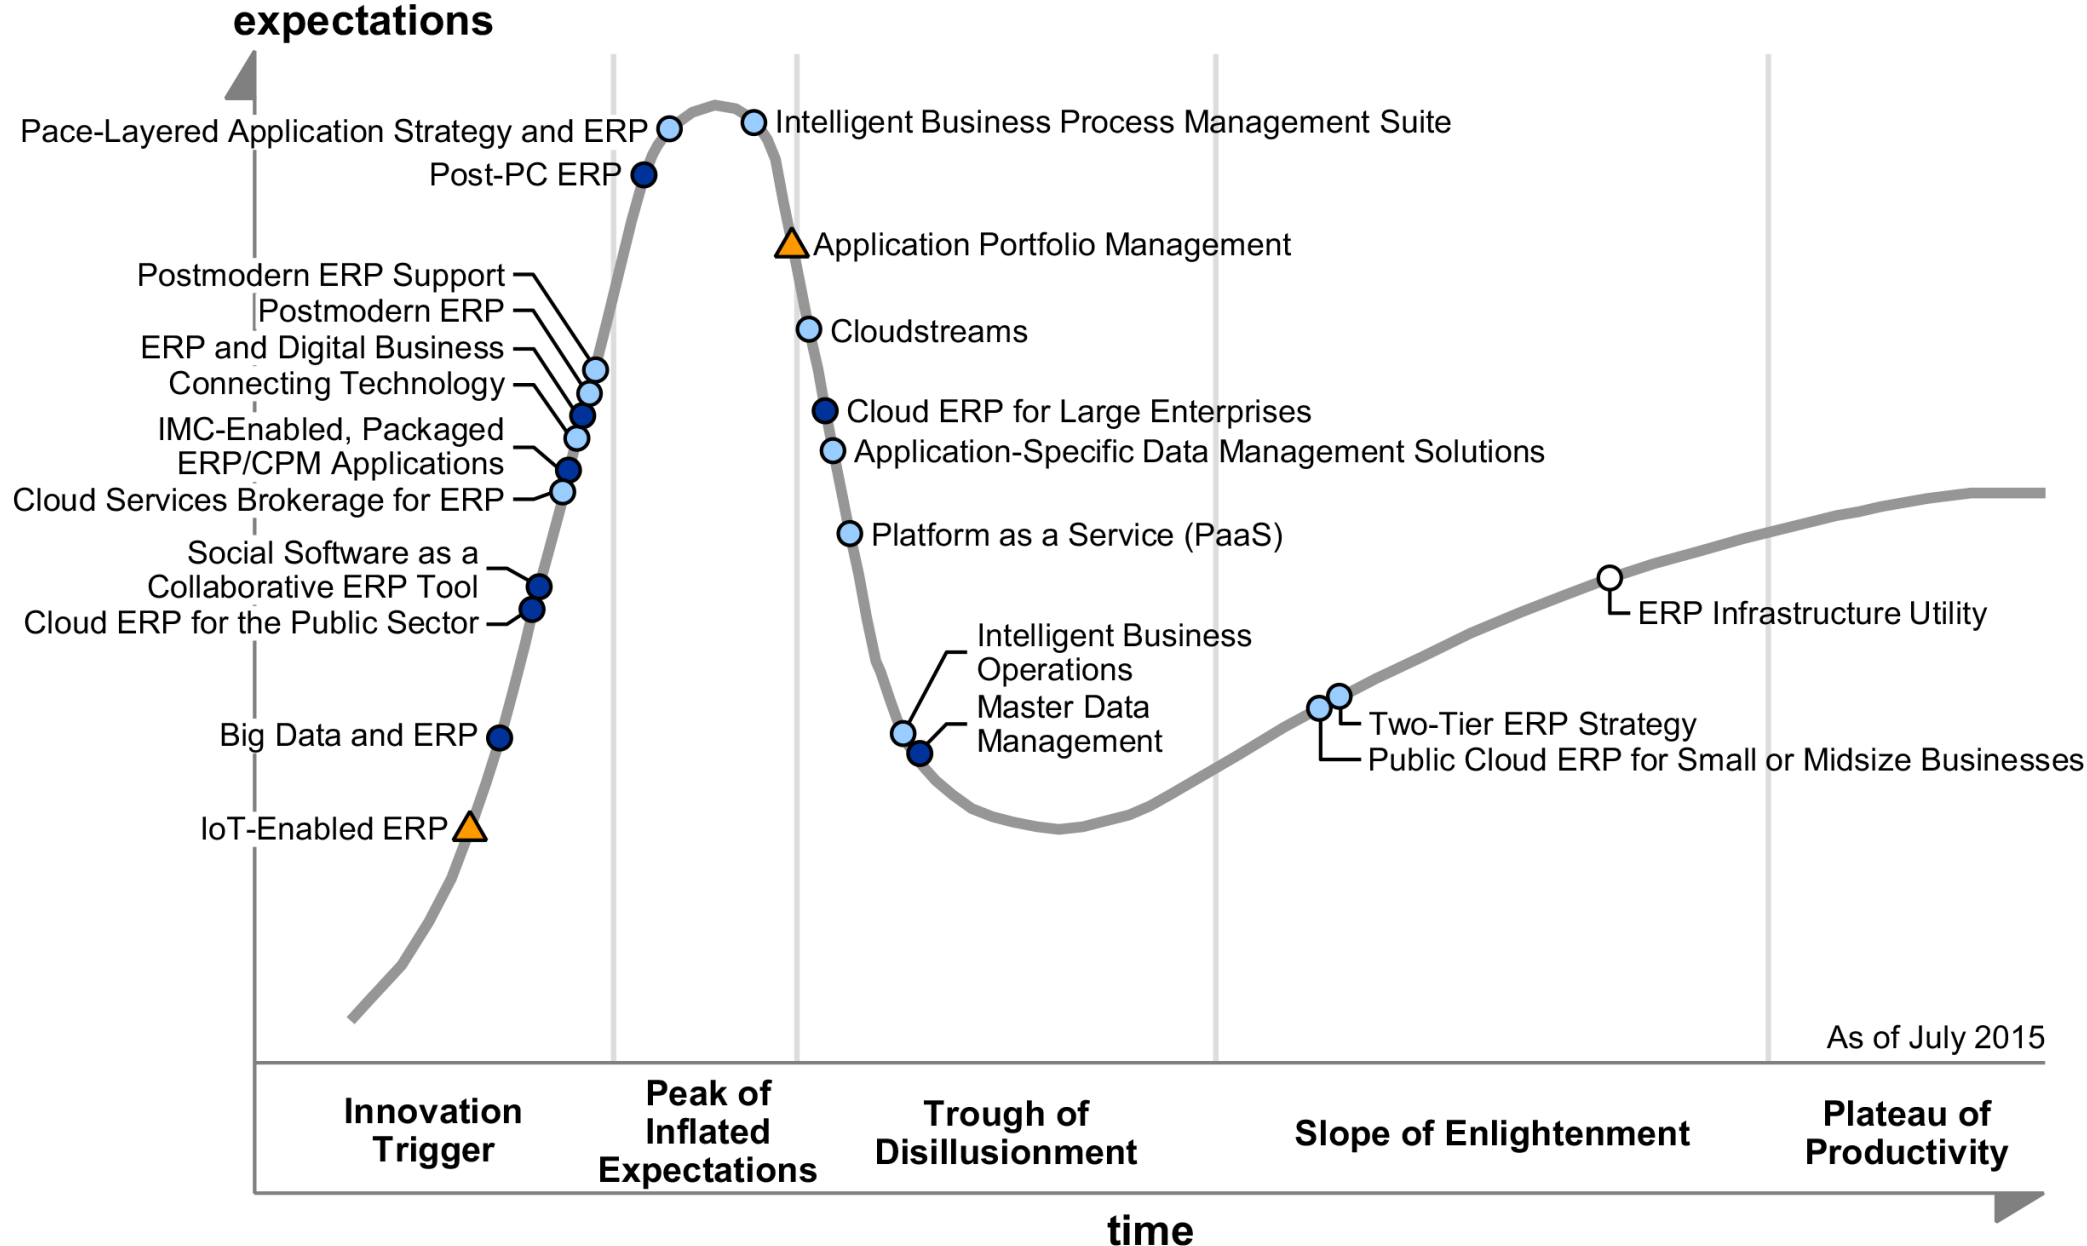 expectations
Pace-Layered Application Strategy and ERP
Intelligent Business Process Management Suite
Post-PC ERP
Application Portfolio Management
Postmodern ERP Support
Postmodern ERP
ERP and Digital Business
Connecting Technology
IMC-Enabled, Packaged
ERP/CPM Applications
Cloud Services Brokerage for ERP
Social Software as a
Collaborative ERP Tool
Cloud ERP for the Public Sector
Big Data and ERP
IoT-Enabled ERP
Cloudstreams
Cloud ERP for Large Enterprises
Application-Specific Data Management Solutions
Platform as a Service (PaaS)
Intelligent Business
Operations
Master Data
Management
ERP Infrastructure Utility
Two-Tier ERP Strategy
Public Cloud ERP for Small or Midsize Businesses
As of July 2015
Innovation
Trigger
Peak of
Inflated
Expectations
Trough of
Disillusionment
Slope of Enlightenment
Plateau of
Productivity
time